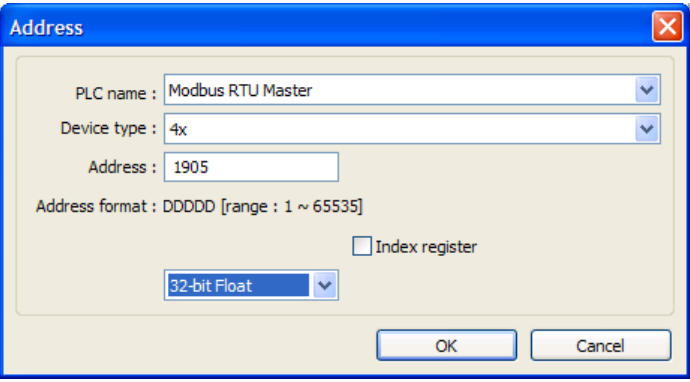 Address
PLC name : Modbus RTU Master
Device type : 4x
Address : 1905
Address format : DDDDD [range : 1 ~ 65535]
Index register
32-bit Float
OK Cancel